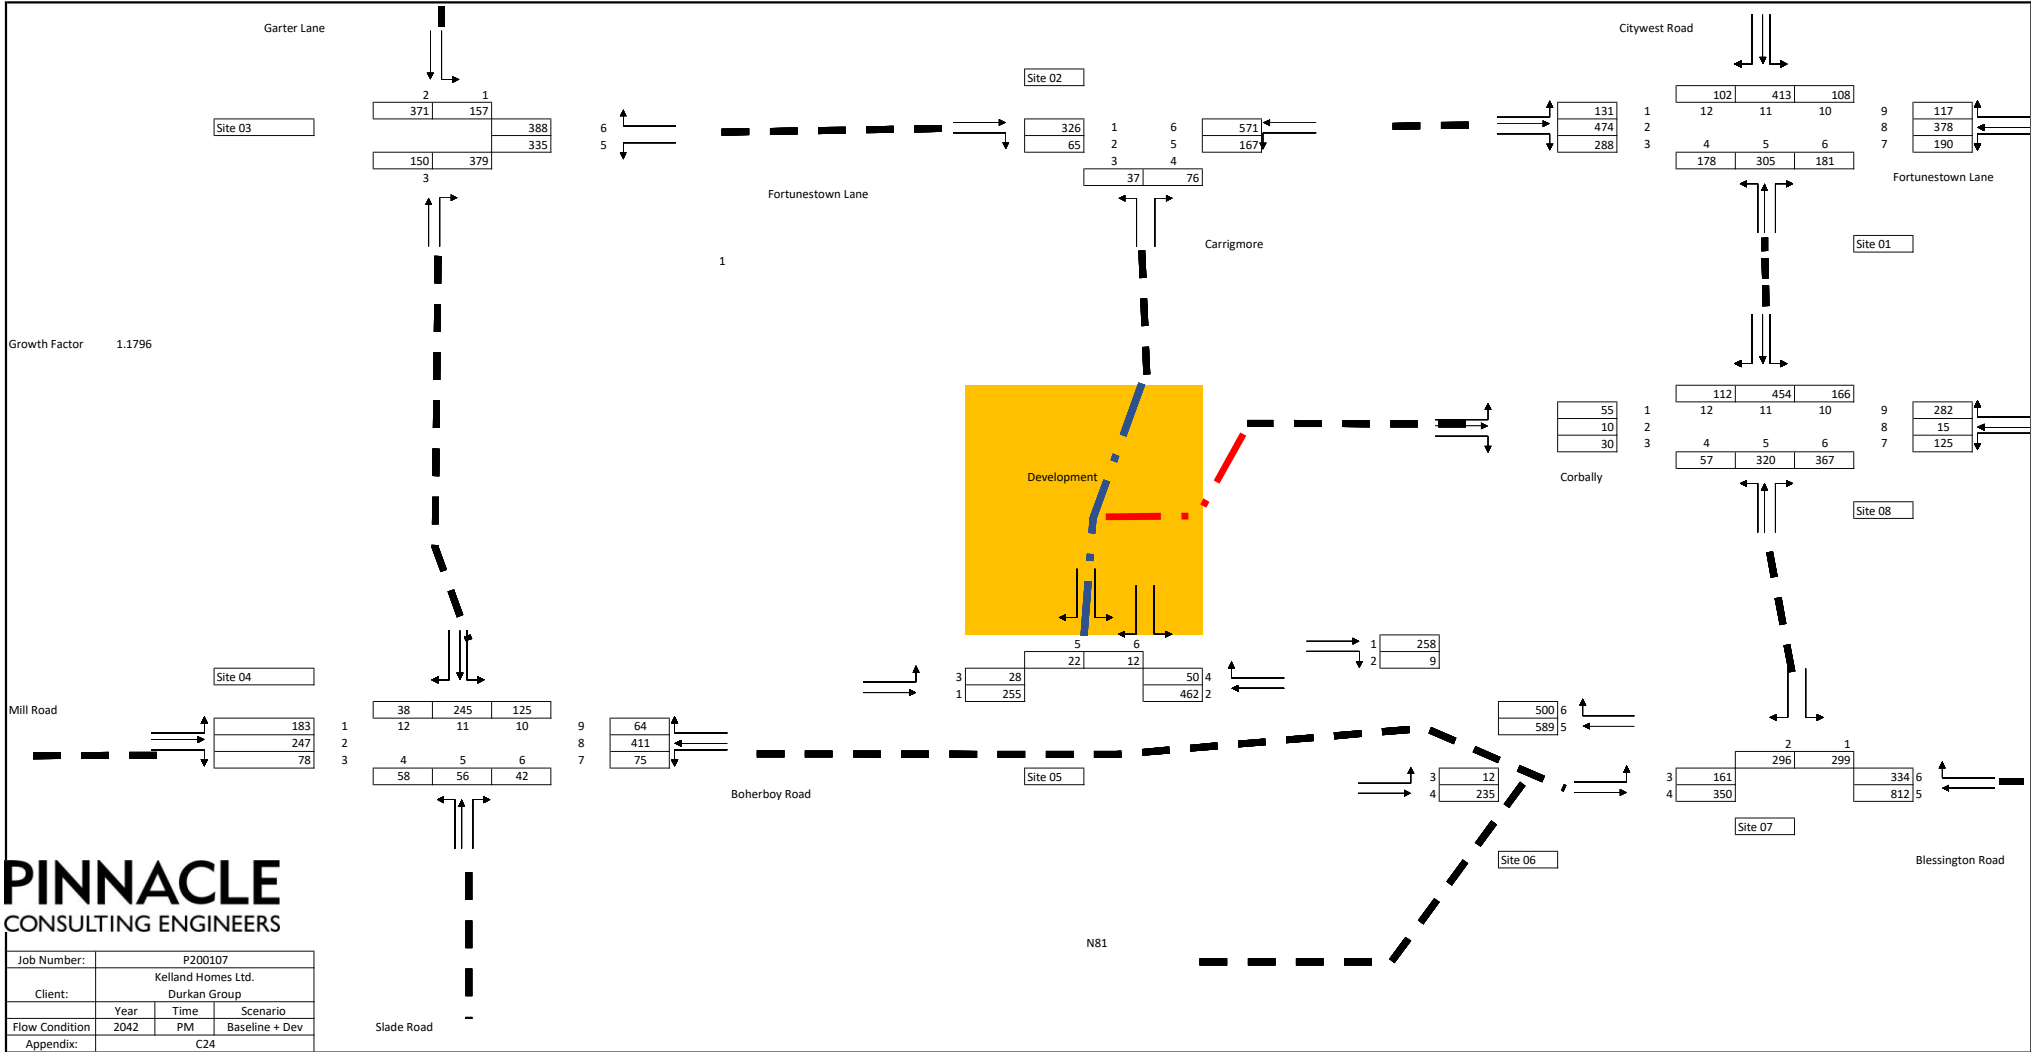 Garter Lane
Citywest Road
Site 02
2 1
371 157
Site 03
388 6
335 5
150 379
3
326 1 6 571
65 2 5 167
3 4
37 76
Fortunestown Lane
Carrigmore
1
102 413 108
131 1 12 11 10 9 117
474 2 8 378
288 3 4 5 6 7 190
178 305 181
Fortunestown Lane
Site 01
Growth Factor 1.1796
112 454 166
55 1 12 11 10 9 282
10 2 8 15
30 3 4 5 6 7 125
57 320 367
Development
Corbally
Site 08
5 6
22 12
3 28 50 4
1 255 462 2
1 258
2 9
Site 04
Mill Road
38 245 125
183 1 12 11 10 9 64
247 2 8 411
78 3 4 5 6 7 75
58 56 42
Boherboy Road
Site 05
500 6
589 5
3 12
4 235
2 1
296 299
3 161 334 6
4 350 812 5
Site 07
Site 06
Blessington Road
N81
PINNACLE
CONSULTING ENGINEERS
Job Number: P200107
Client: Kelland Homes Ltd.
Durkan Group
Year Time Scenario
Flow Condition 2042 PM Baseline + Dev
Appendix: C24
Slade Road